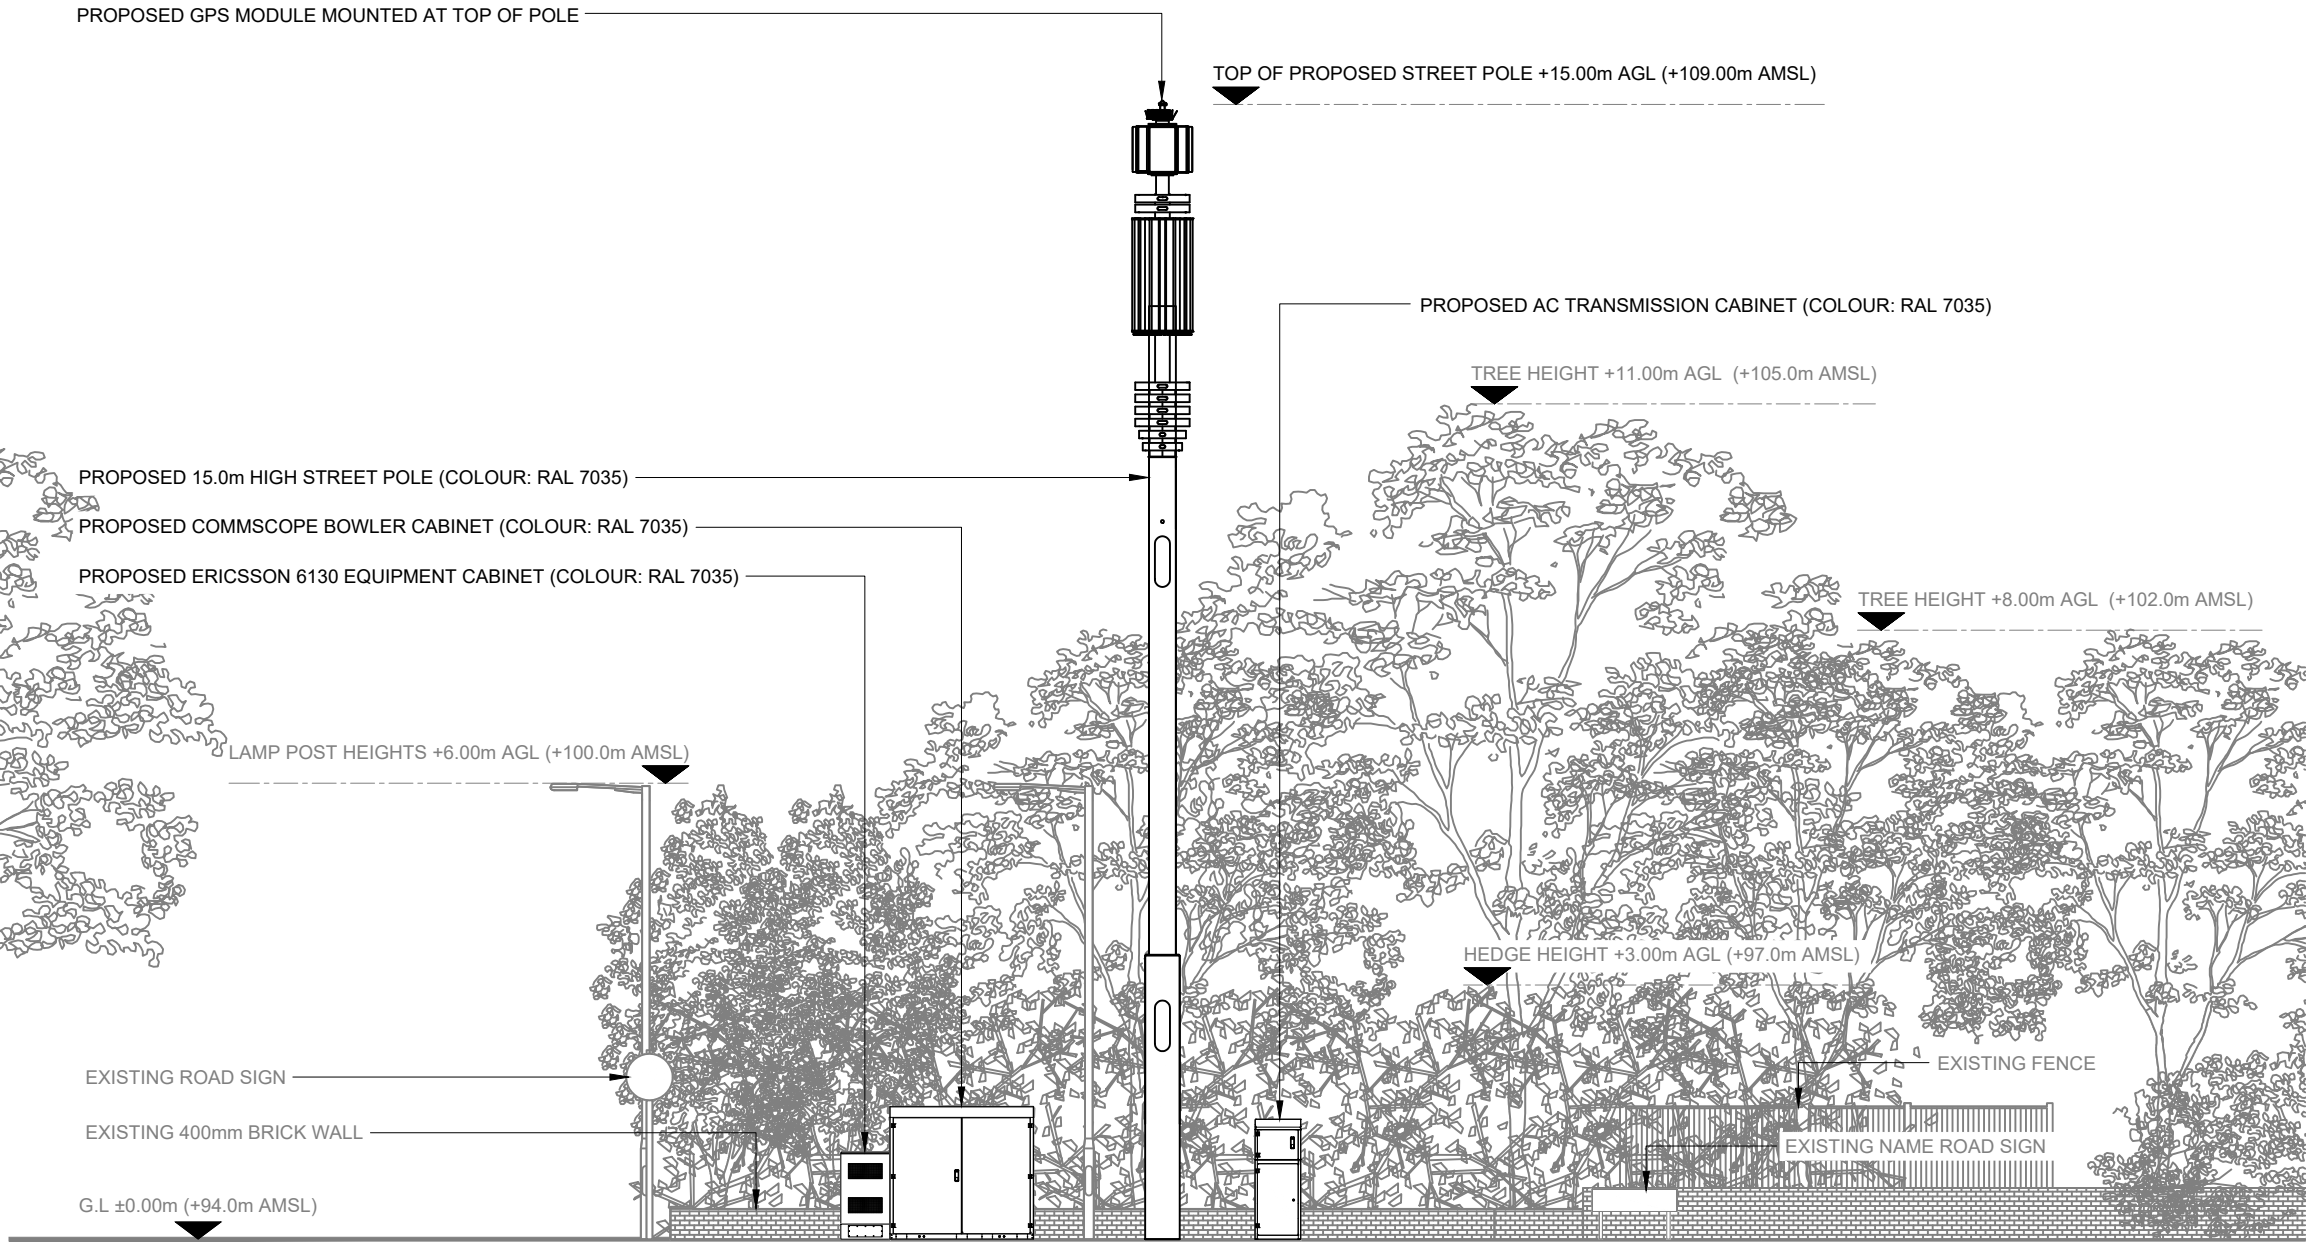 PROPOSED GPS MODULE MOUNTED AT TOP OF POLE
TOP OF PROPOSED STREET POLE +15.00m AGL (+109.00m AMSL)
PROPOSED AC TRANSMISSION CABINET (COLOUR: RAL 7035)
TREE HEIGHT +11.00m AGL (+105.0m AMSL)
PROPOSED 15.0m HIGH STREET POLE (COLOUR: RAL 7035)
PROPOSED COMMSCOPE BOWLER CABINET (COLOUR: RAL 7035)
PROPOSED ERICSSON 6130 EQUIPMENT CABINET (COLOUR: RAL 7035)
TREE HEIGHT +8.00m AGL (+102.0m AMSL)
LAMP POST HEIGHTS +6.00m AGL (+100.0m AMSL)
HEDGE HEIGHT +3.00m AGL (+97.0m AMSL)
EXISTING FENCE
EXISTING ROAD SIGN
EXISTING 400mm BRICK WALL
EXISTING NAME ROAD SIGN
G.L ±0.00m (+94.0m AMSL)